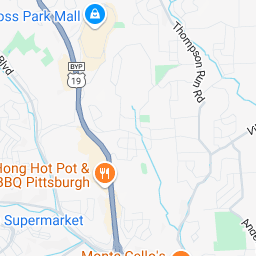 oss Park Mall
Thompson Run Rd
Blvd
BYP
19
Hong Hot Pot &
BBQ Pittsburgh
Supermarket
Monte Cello's